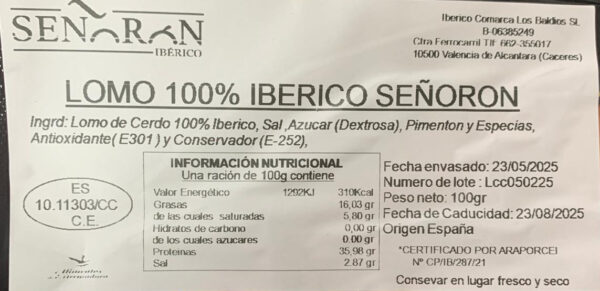 SEÑORON
IBÉRICO
Iberico Comarca Los Baldios SL
B-06385249
Ctra Ferrocarril Tlf 662-355017
10500 Valencia de Alcantara (Caceres)
LOMO 100% IBERICO SEÑORON
Ingrd: Lomo de Cerdo 100% Iberico, Sal ,Azucar (Dextrosa), Pimenton y Especias,
Antioxidante( E301 ) y Conservador (E-252),
ES
10.11303/CC
C.E.
INFORMACIÓN NUTRICIONAL
Una ración de 100g contiene
Valor Energético 1292KJ 310Kcal
Grasas 16,03 gr
de las cuales saturadas 5,80 gr
Hidratos de carbono 0,00 gr
de los cuales azucares 0.00 gr
Proteinas 35,98 gr
Sal 2.87 gr
Fecha envasado: 23/05/2025
Numero de lote : Lcc050225
Peso neto: 100gr
Fecha de Caducidad: 23/08/2025
Origen España
*CERTIFICADO POR ARAPORCEI
Nº CP/IB/287/21
Consevar en lugar fresco y seco